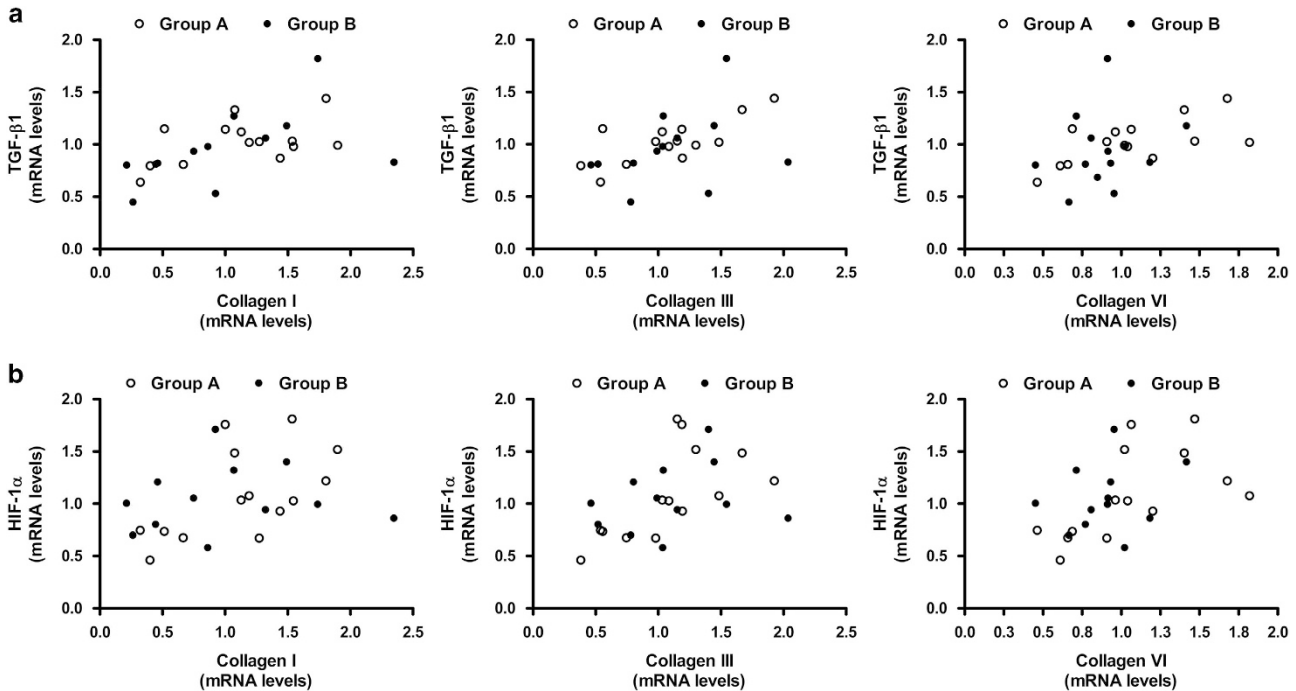 a
Group A Group B
2.0
1.5
1.0
0.5
0.0
TGF-β1
(mRNA levels)
0.0 0.5 1.0 1.5 2.0 2.5
Collagen I
(mRNA levels)
Group A Group B
2.0
1.5
1.0
0.5
0.0
TGF-β1
(mRNA levels)
0.0 0.5 1.0 1.5 2.0 2.5
Collagen III
(mRNA levels)
Group A Group B
2.0
1.5
1.0
0.5
0.0
TGF-β1
(mRNA levels)
0.0 0.3 0.5 0.8 1.0 1.3 1.5 1.8 2.0
Collagen VI
(mRNA levels)
b
Group A Group B
2.0
1.5
1.0
0.5
0.0
HIF-1α
(mRNA levels)
0.0 0.5 1.0 1.5 2.0 2.5
Collagen I
(mRNA levels)
Group A Group B
2.0
1.5
1.0
0.5
0.0
HIF-1α
(mRNA levels)
0.0 0.5 1.0 1.5 2.0 2.5
Collagen III
(mRNA levels)
Group A Group B
2.0
1.5
1.0
0.5
0.0
HIF-1α
(mRNA levels)
0.0 0.3 0.5 0.8 1.0 1.3 1.5 1.8 2.0
Collagen VI
(mRNA levels)